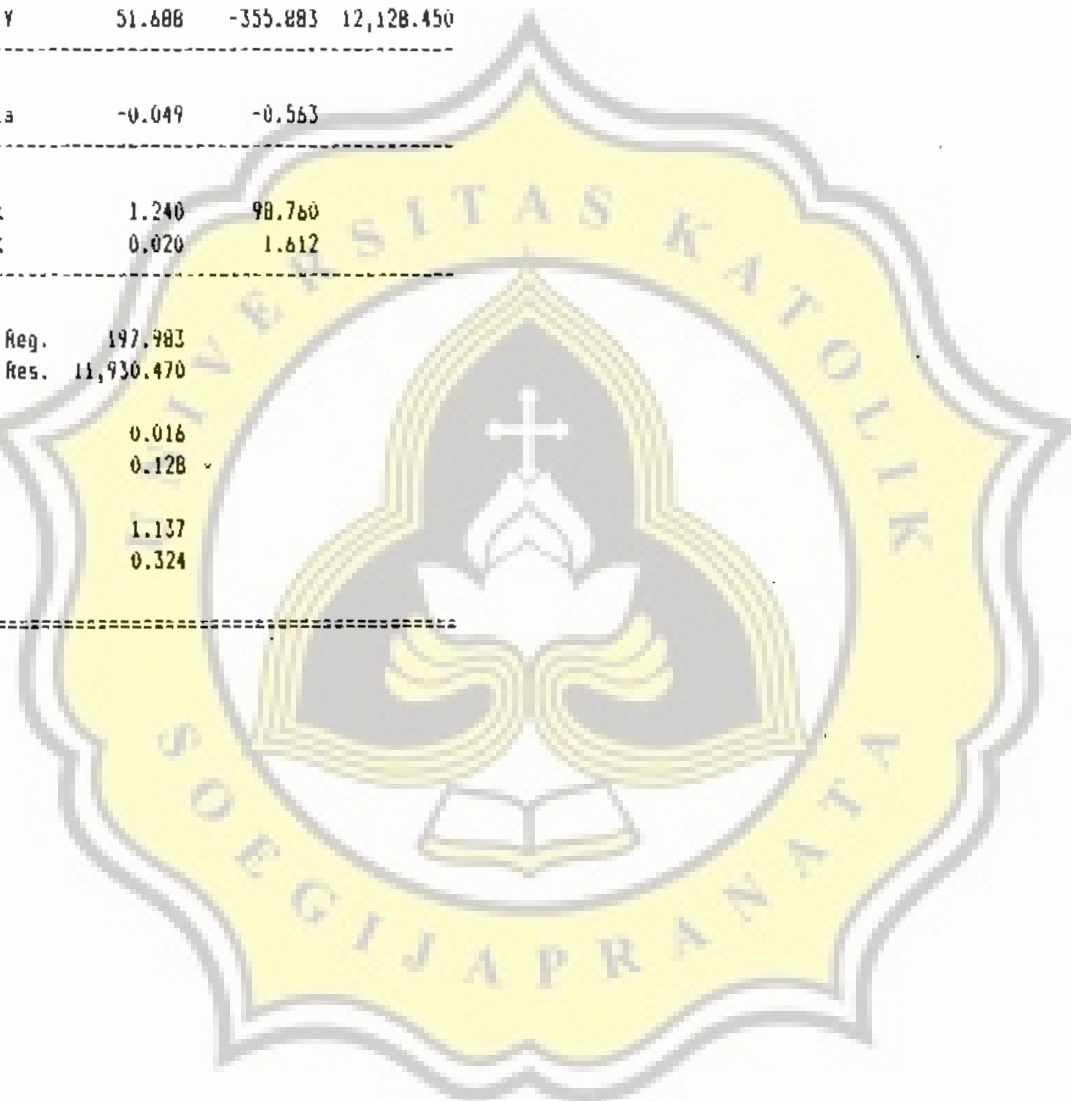 Y 51.688 -355.883 12,128.450
a -0.049 -0.563
1.240 98.760
0.020 1.612
Reg. 197.983
Res. 11,930.470
0.016
0.128
1.137
0.324
UNIVERSITAS KATOLIK
SOEGIJAPRANATA